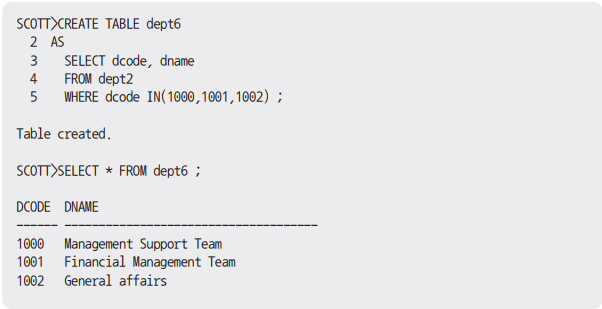 SCOTT>CREATE TABLE dept6
2 AS
3 SELECT dcode, dname
4 FROM dept2
5 WHERE dcode IN(1000,1001,1002) ;
Table created.
SCOTT>SELECT * FROM dept6 ;
DCODE DNAME
------ -------------------------------------
1000 Management Support Team
1001 Financial Management Team
1002 General affairs